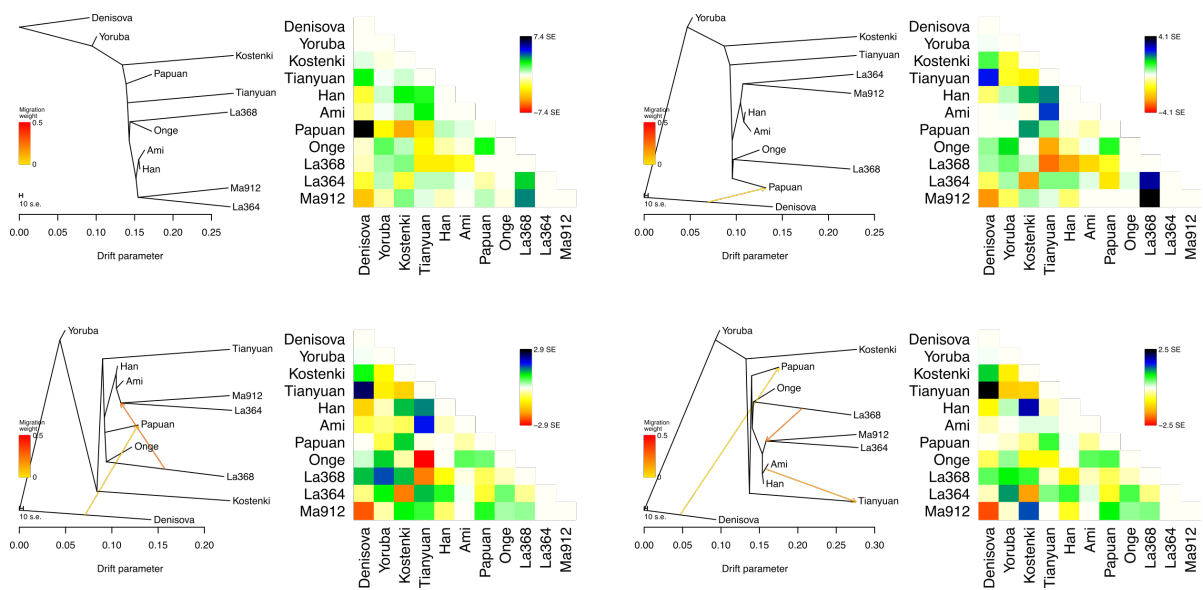 Denisova
Yoruba
Kostenki
Papuan
Tianyuan
La368
Onge
Ami
Han
Ma912
La364
Migration
weight
0.5
0
10 s.e.
0.00 0.05 0.10 0.15 0.20 0.25
Drift parameter
Denisova
Yoruba
Kostenki
Tianyuan
Han
Ami
Papuan
Onge
La368
La364
Ma912
Denisova
Yoruba
Kostenki
Tianyuan
Han
Ami
Papuan
Onge
La368
La364
Ma912
7.4 SE
−7.4 SE
Yoruba
Kostenki
Tianyuan
La364
Ma912
Han
Ami
Onge
La368
Papuan
Denisova
Migration
weight
0.5
0
10 s.e.
0.00 0.05 0.10 0.15 0.20 0.25
Drift parameter
Denisova
Yoruba
Kostenki
Tianyuan
Han
Ami
Papuan
Onge
La368
La364
Ma912
Denisova
Yoruba
Kostenki
Tianyuan
Han
Ami
Papuan
Onge
La368
La364
Ma912
4.1 SE
−4.1 SE
Yoruba
Tianyuan
Han
Ami
Ma912
La364
Papuan
Onge
La368
Kostenki
Denisova
Migration
weight
0.5
0
10 s.e.
0.00 0.05 0.10 0.15 0.20
Drift parameter
Denisova
Yoruba
Kostenki
Tianyuan
Han
Ami
Papuan
Onge
La368
La364
Ma912
Denisova
Yoruba
Kostenki
Tianyuan
Han
Ami
Papuan
Onge
La368
La364
Ma912
2.9 SE
−2.9 SE
Yoruba
Kostenki
Papuan
Onge
La368
Ma912
La364
Ami
Han
Tianyuan
Denisova
Migration
weight
0.5
0
10 s.e.
0.00 0.05 0.10 0.15 0.20 0.25 0.30
Drift parameter
Denisova
Yoruba
Kostenki
Tianyuan
Han
Ami
Papuan
Onge
La368
La364
Ma912
Denisova
Yoruba
Kostenki
Tianyuan
Han
Ami
Papuan
Onge
La368
La364
Ma912
2.5 SE
−2.5 SE